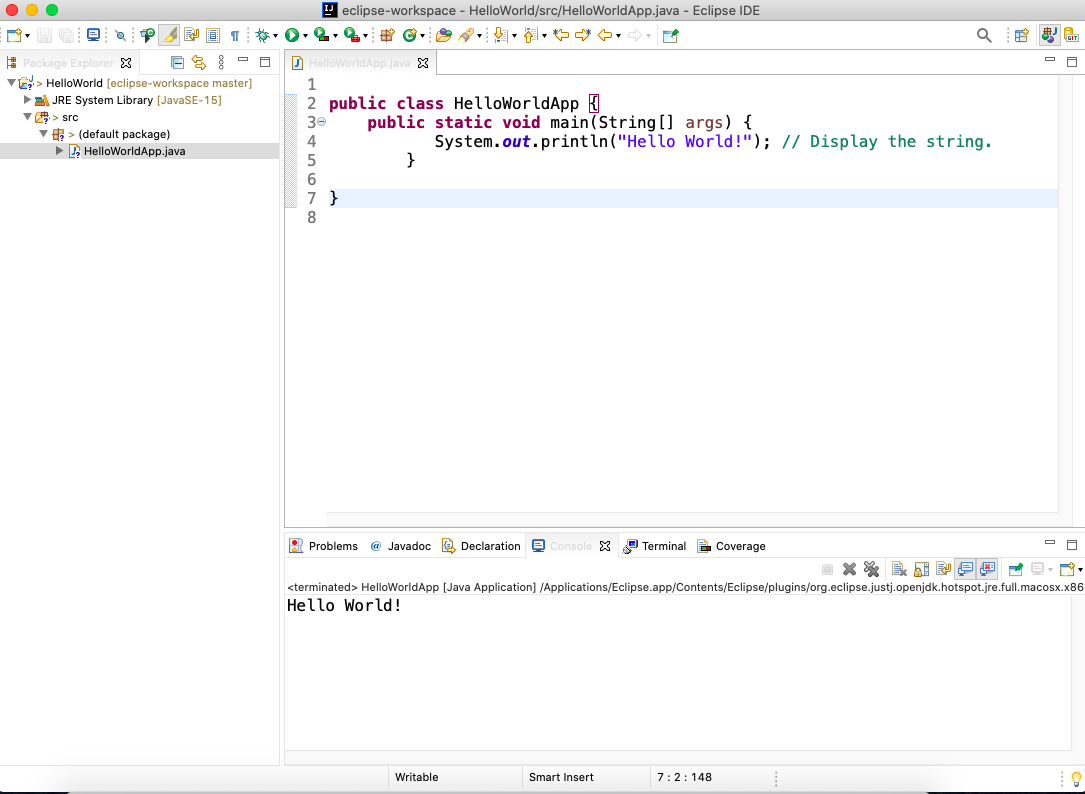 eclipse-workspace - HelloWorld/src/HelloWorldApp.java - Eclipse IDE
Package Explorer
> HelloWorld [eclipse-workspace master]
JRE System Library [JavaSE-15]
> src
> (default package)
HelloWorldApp.java
HelloWorldApp.java
1
2 public class HelloWorldApp {
3 public static void main(String[] args) {
4 System.out.println("Hello World!"); // Display the string.
5 }
6
7 }
8
Problems @ Javadoc Declaration Console Terminal Coverage
<terminated> HelloWorldApp [Java Application] /Applications/Eclipse.app/Contents/Eclipse/plugins/org.eclipse.justj.openjdk.hotspot.jre.full.macosx.x86
Hello World!
Writable Smart Insert 7 : 2 : 148